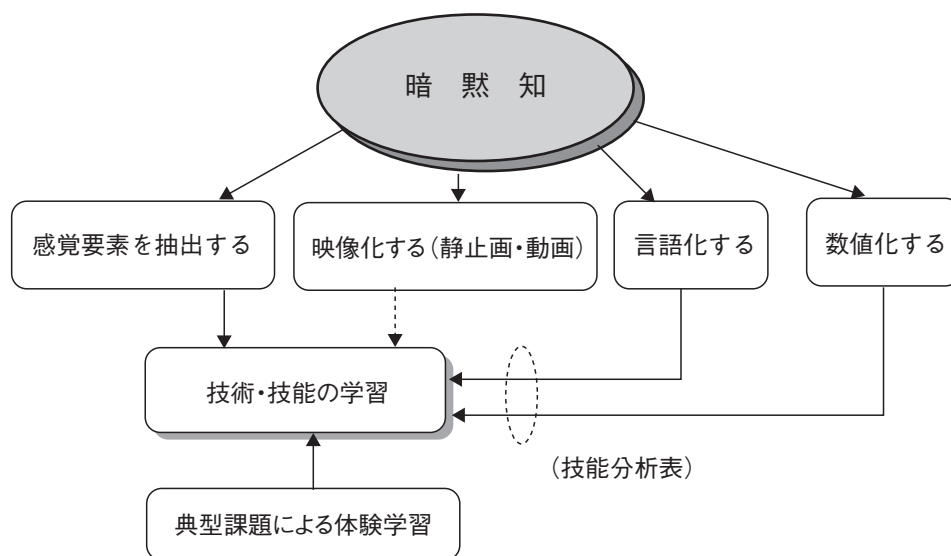 暗 黙 知
感覚要素を抽出する
映像化する（静止画・動画）
言語化する
数値化する
技術・技能の学習
（技能分析表）
典型課題による体験学習